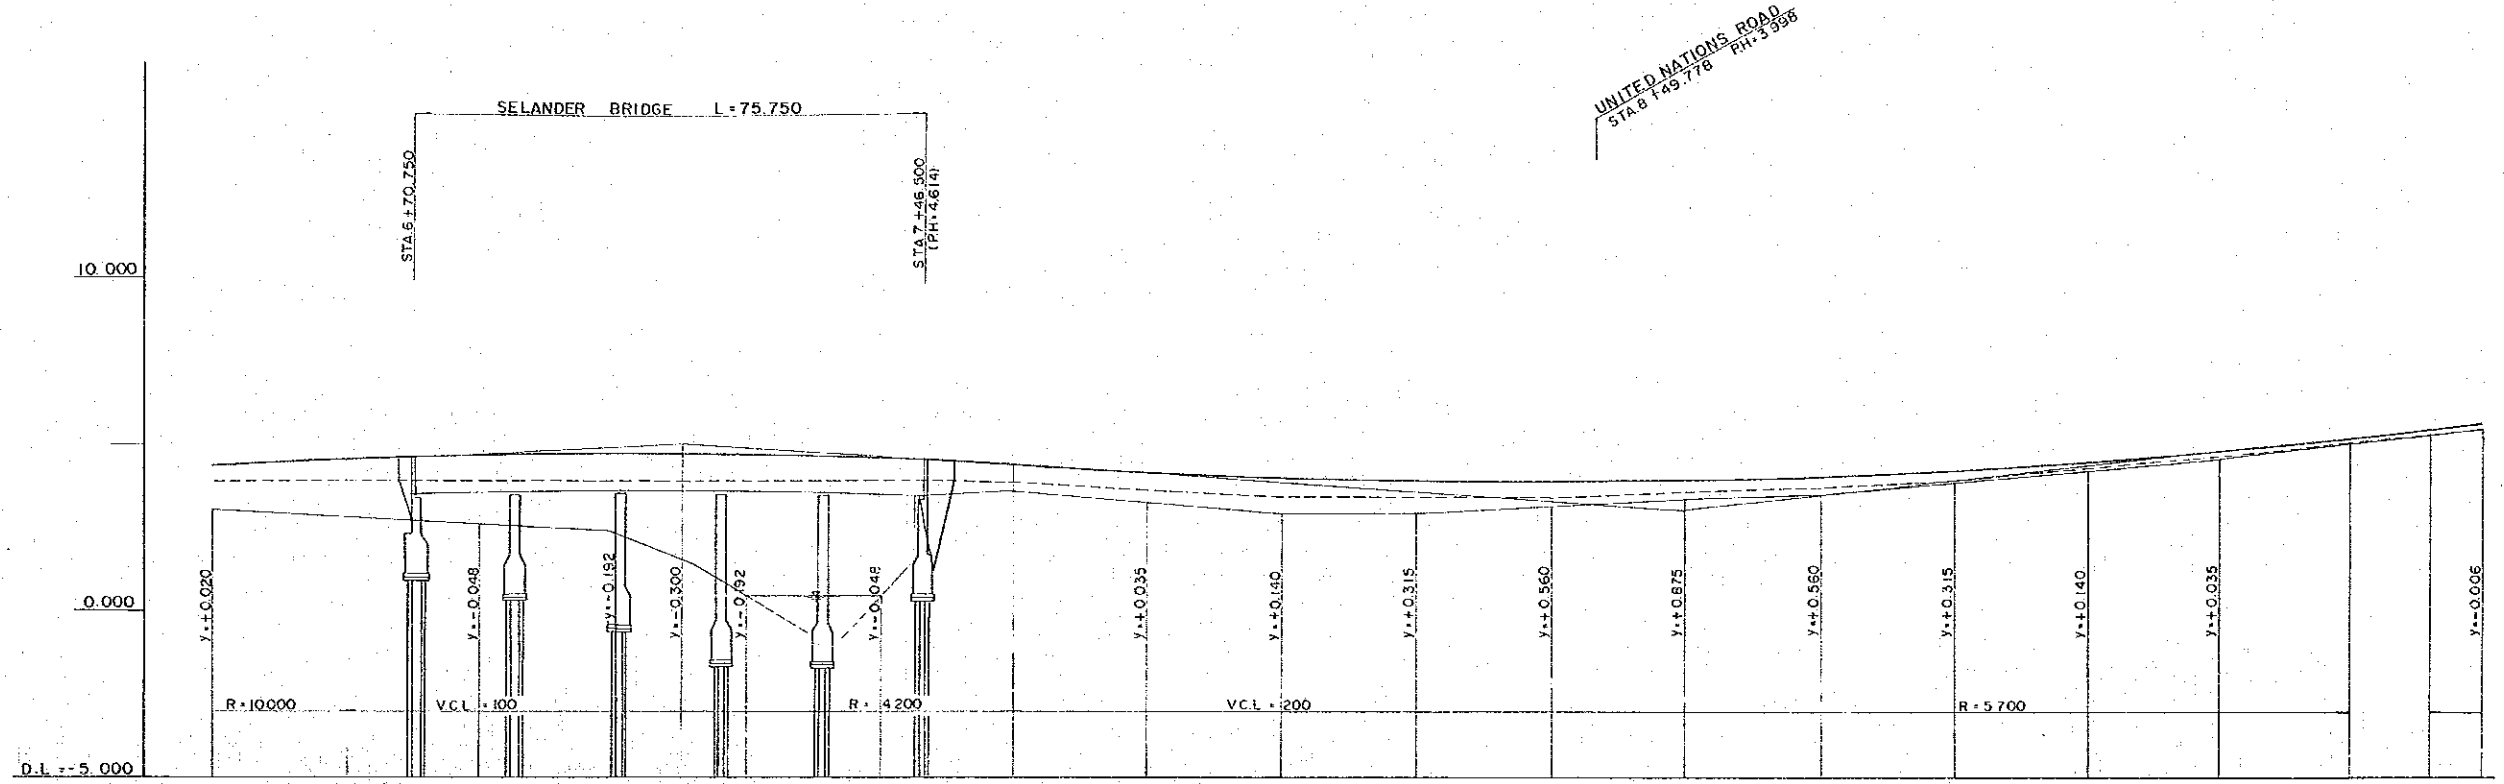 UNITED NATIONS ROAD
STA.8 +49.778 P.H=3.998
SELANDER BRIDGE L=75.750
STA.6+70.750
STA.7+46.500
(P.H=4.614)
10.000
0.000
y=+0.020
y=-0.048
y=-0.192
y=-0.300
y=-0.192
y=-0.048
y=+0.035
y=+0.140
y=+0.315
y=+0.560
y=+0.875
y=+0.560
y=+0.315
y=+0.140
y=+0.035
y=-0.006
R=10000 V.C.L=100 R=4200 V.C.L=200 R=5700
D.L=-5.000